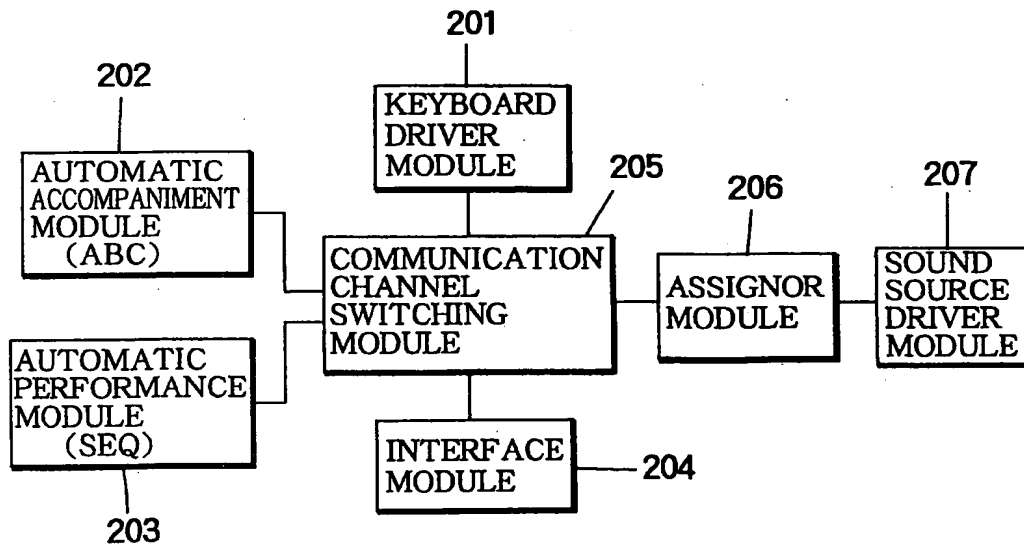 201
KEYBOARD
DRIVER
MODULE
202
AUTOMATIC
ACCOMPANIMENT
MODULE
(ABC)
205
COMMUNICATION
CHANNEL
SWITCHING
MODULE
206
ASSIGNOR
MODULE
207
SOUND
SOURCE
DRIVER
MODULE
AUTOMATIC
PERFORMANCE
MODULE
(SEQ)
203
INTERFACE
MODULE
204